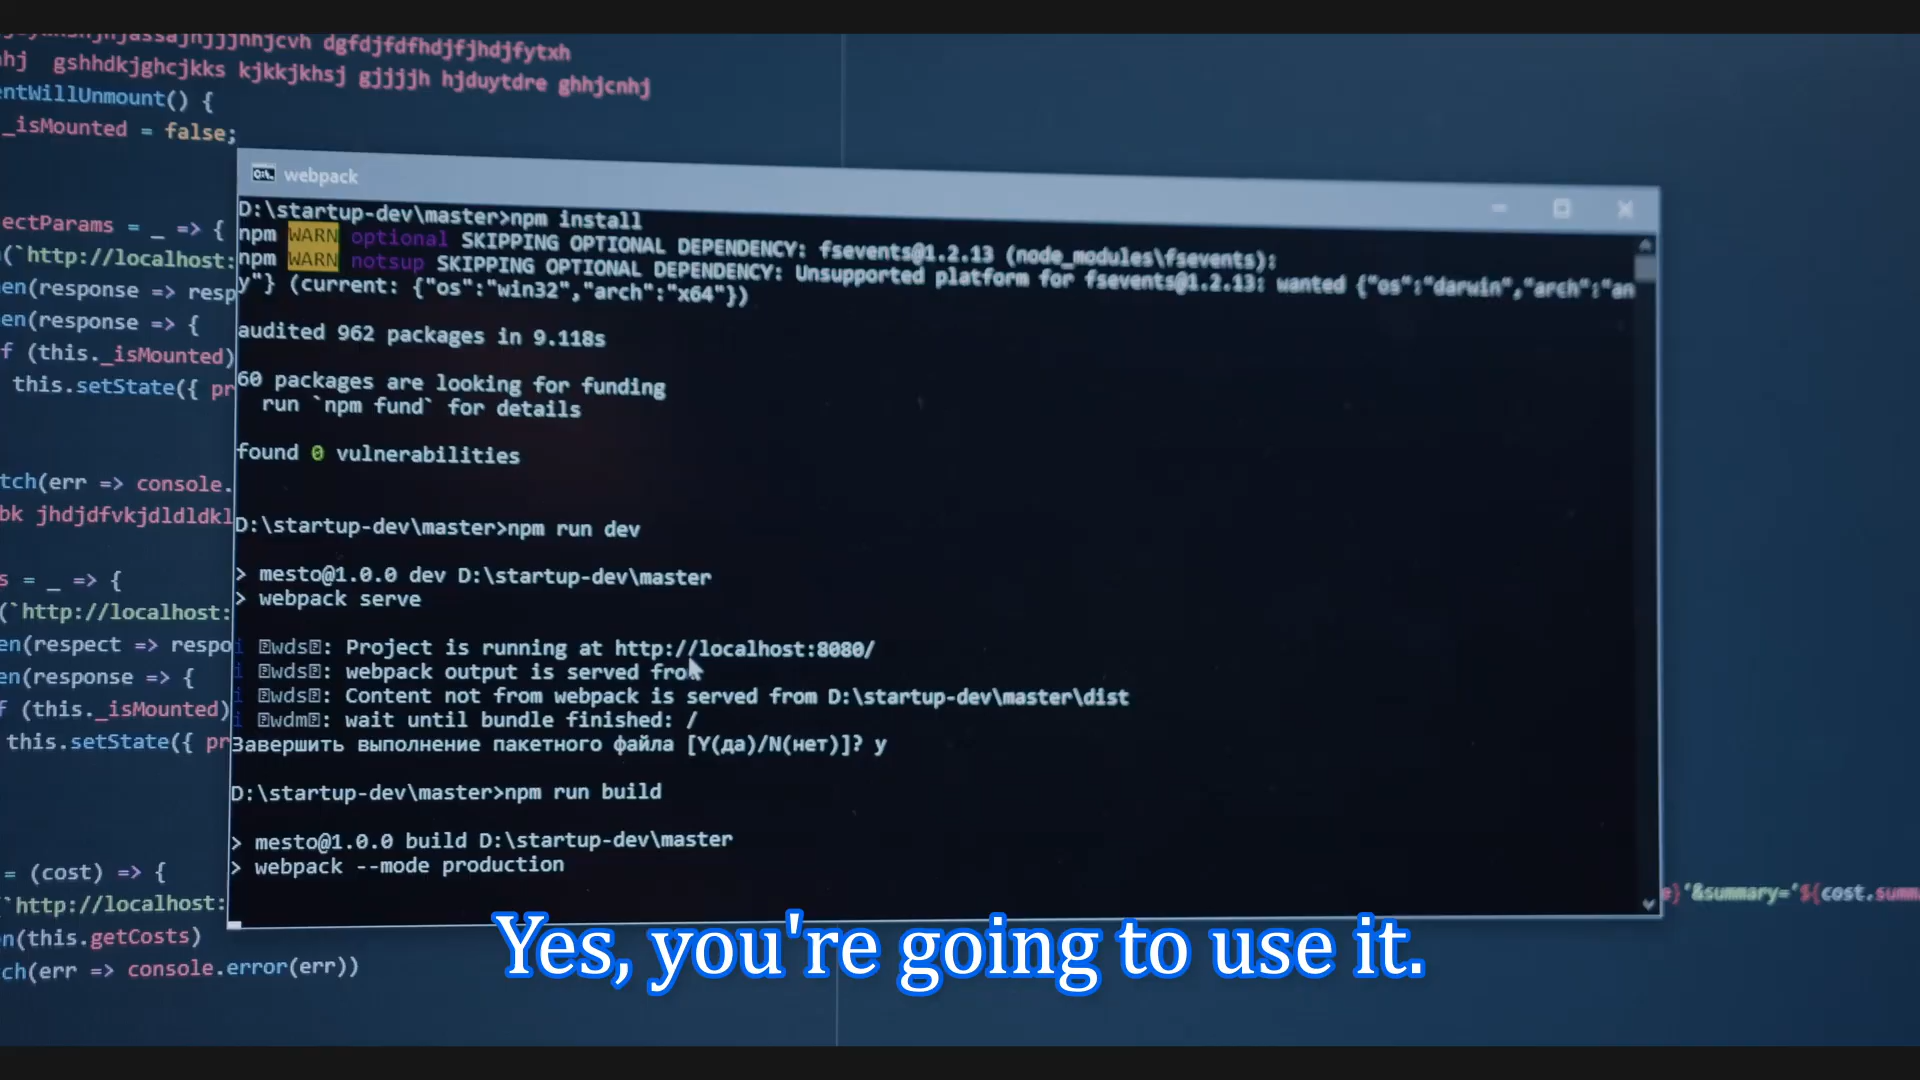 dgfdjfdfhdjfjhdjfytxh
hj gshhdkjghcjkks kjkkjkhsj gjjjjh hjduytdre ghhjcnhj
entWillUnmount() {
_isMounted = false;
webpack
D:\startup-dev\master>npm install
npm WARN optional SKIPPING OPTIONAL DEPENDENCY: fsevents@1.2.13 (node_modules\fsevents):
npm WARN notsup SKIPPING OPTIONAL DEPENDENCY: Unsupported platform for fsevents@1.2.13: wanted {"os":"darwin","arch":"an
y"} (current: {"os":"win32","arch":"x64"})
audited 962 packages in 9.118s
60 packages are looking for funding
run `npm fund` for details
found 0 vulnerabilities
D:\startup-dev\master>npm run dev
> mesto@1.0.0 dev D:\startup-dev\master
> webpack serve
i wds: Project is running at http://localhost:8080/
i wds: webpack output is served from
i wds: Content not from webpack is served from D:\startup-dev\master\dist
i wdm: wait until bundle finished: /
Завершить выполнение пакетного файла [Y(да)/N(нет)]? y
D:\startup-dev\master>npm run build
> mesto@1.0.0 build D:\startup-dev\master
> webpack --mode production
ectParams = _ => {
(`http://localhost:
en(response => resp
en(response => {
f (this._isMounted)
this.setState({ pr
tch(err => console.
bk jhdjdfvkjdldldkl
s = _ => {
(`http://localhost:
en(respect => respo
en(response => {
f (this._isMounted)
this.setState({ pr
= (cost) => {
(`http://localhost:
en(this.getCosts)
ch(err => console.error(err))
e}'&summary='${cost.summ
Yes, you're going to use it.